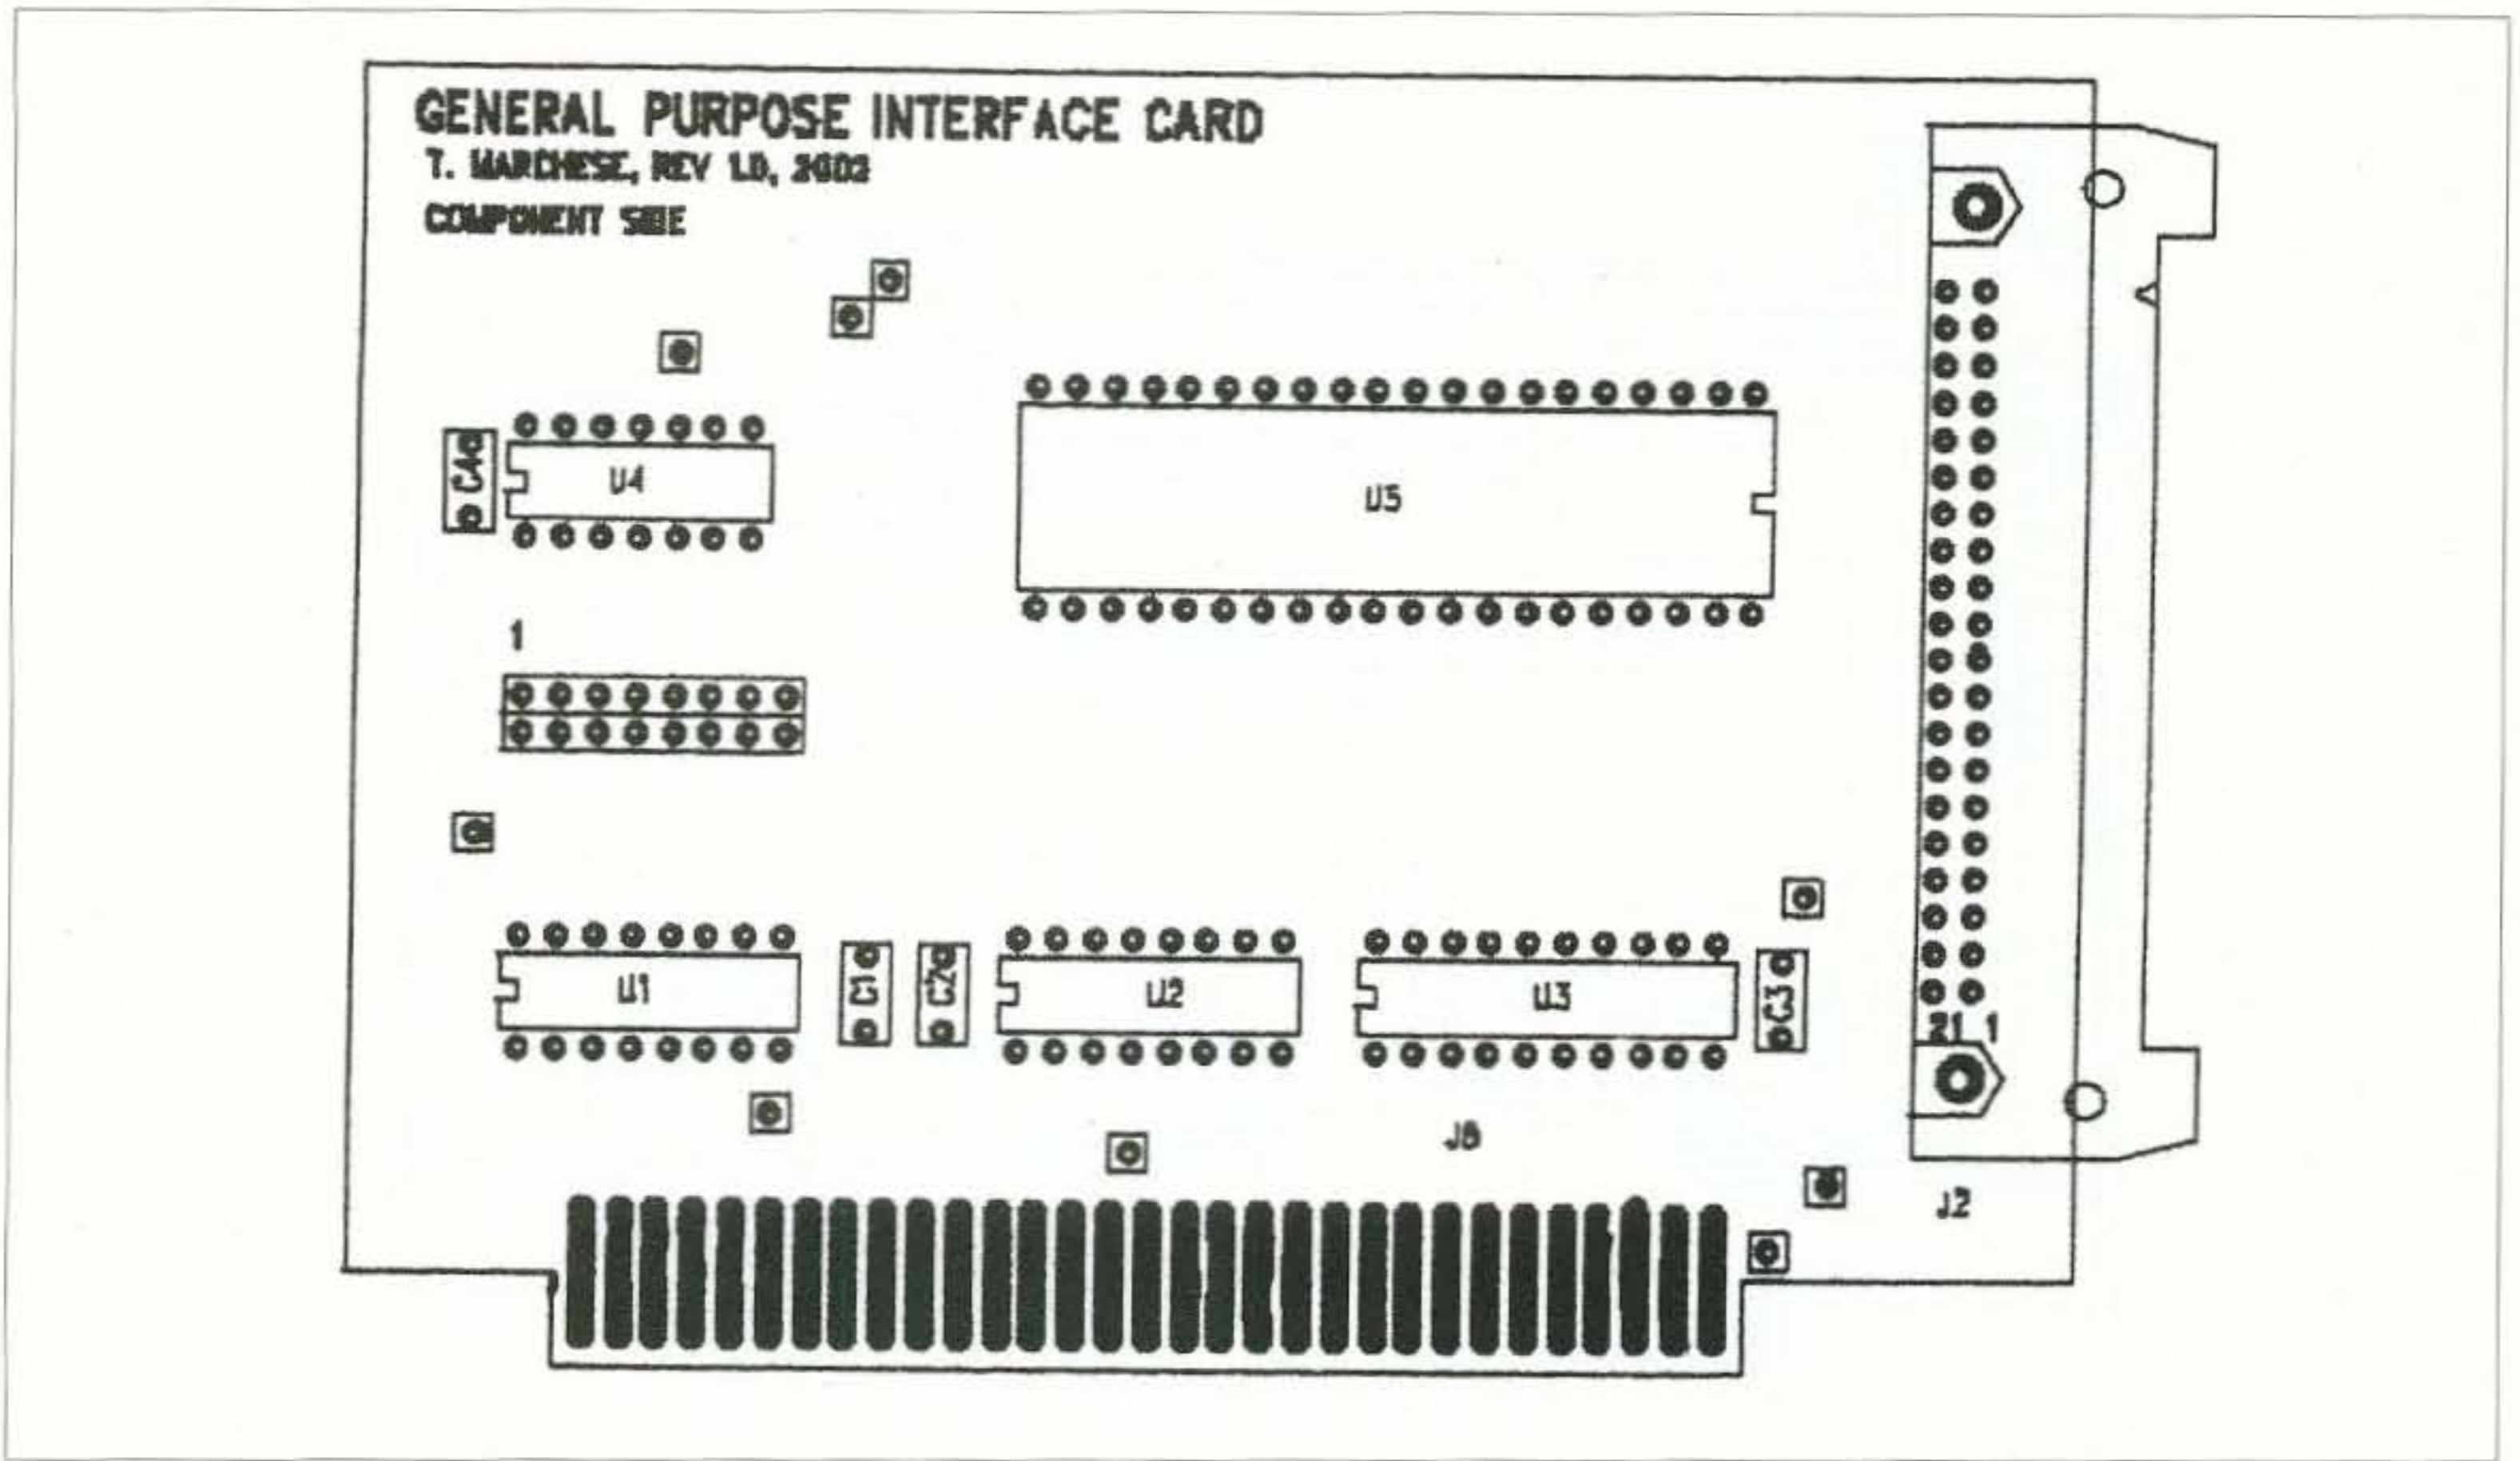 GENERAL PURPOSE INTERFACE CARD
T. MARCHESE, REV 1.0, 2002
COMPONENT SIDE
C4
U4
U5
1
U1
C1
C2
U2
U3
C3
21 1
J8
J2